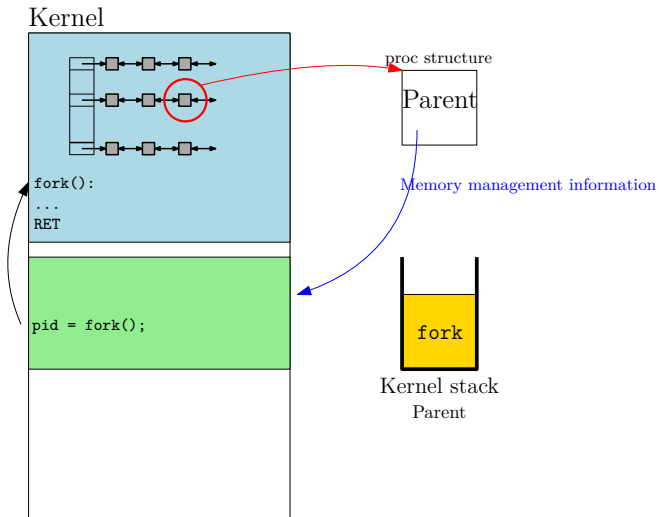 Kernel
proc structure
Parent
Memory management information
fork():
...
RET
pid = fork();
fork
Kernel stack
Parent